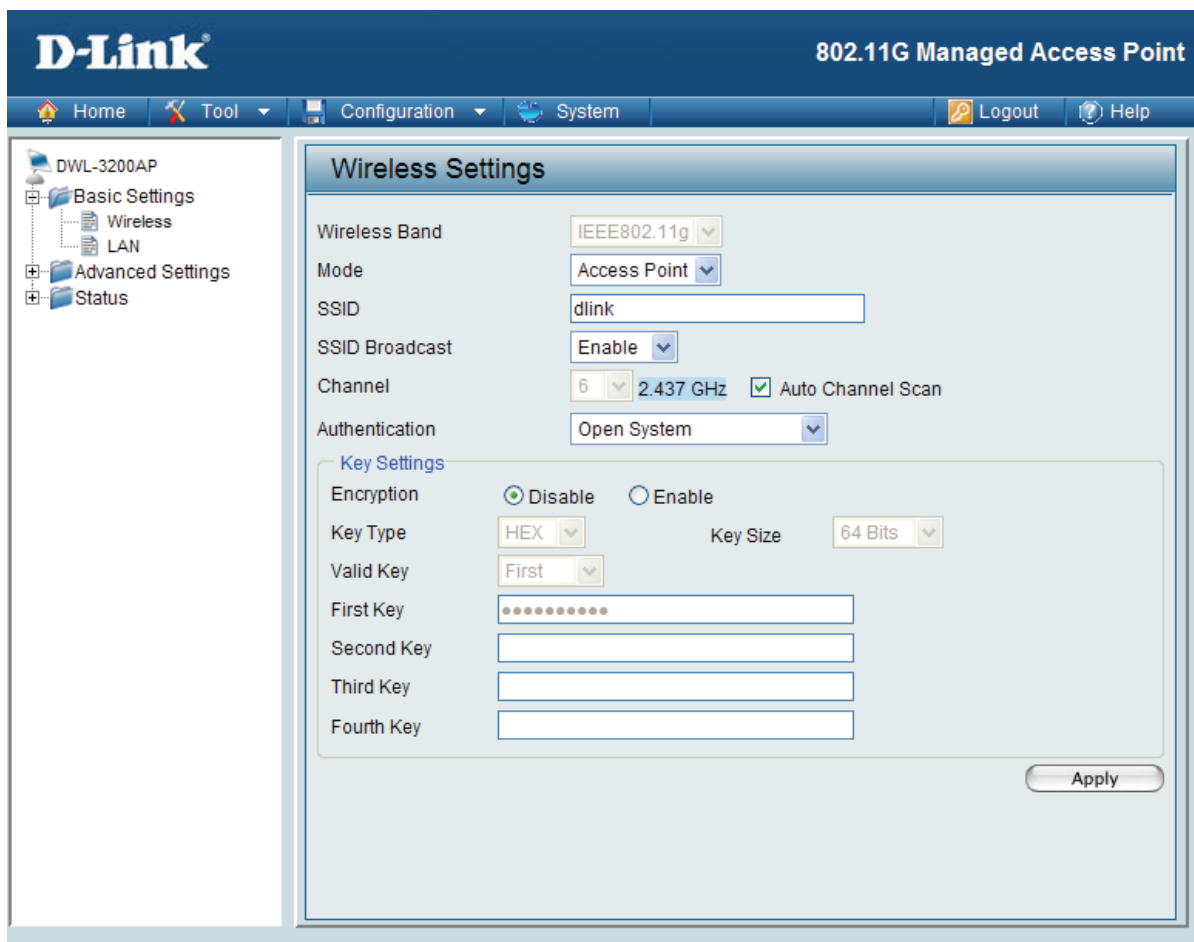 D-Link
802.11G Managed Access Point
Home Tool Configuration System Logout Help
DWL-3200AP
Basic Settings
Wireless
LAN
Advanced Settings
Status
Wireless Settings
Wireless Band IEEE802.11g
Mode Access Point
SSID dlink
SSID Broadcast Enable
Channel 6 2.437 GHz Auto Channel Scan
Authentication Open System
Key Settings
Encryption Disable Enable
Key Type HEX Key Size 64 Bits
Valid Key First
First Key ●●●●●●●●●●
Second Key
Third Key
Fourth Key
Apply